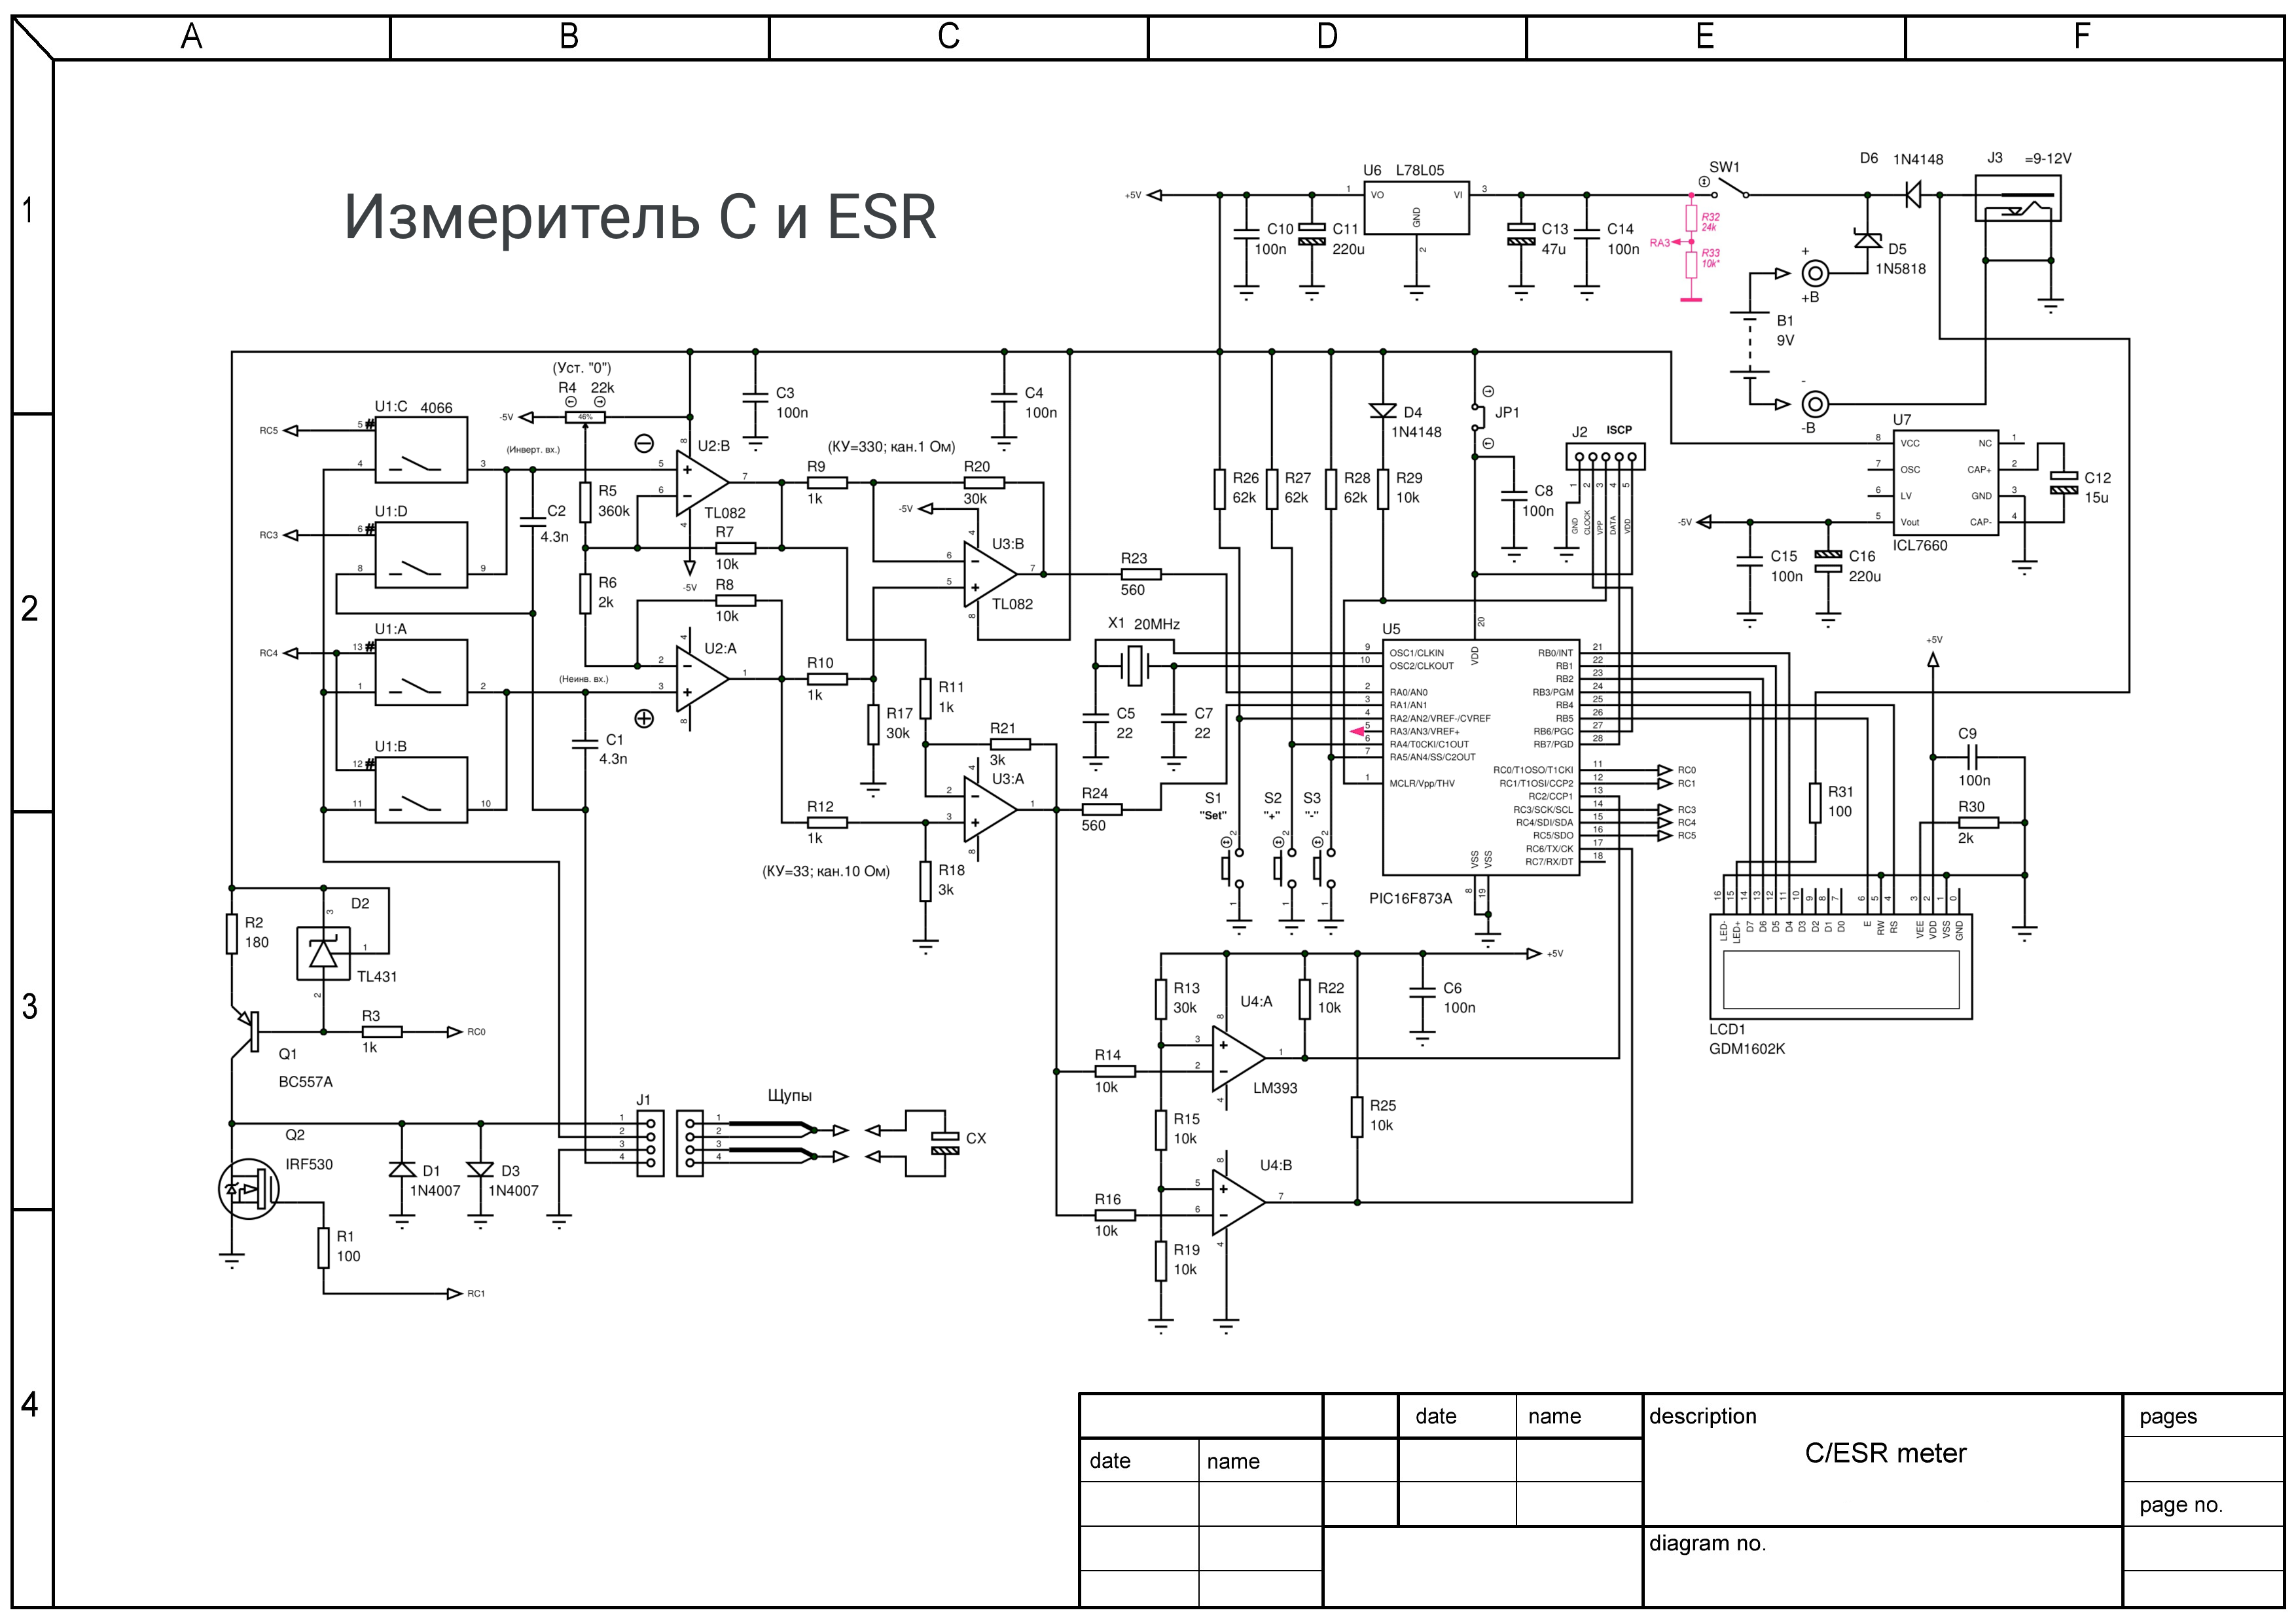 A B C D E F
1
2
3
4
Измеритель C и ESR
+5V
U6 L78L05
1 VO VI 3
GND
2
C10
100n
C11
220u
C13
47u
C14
100n
R32
24k
RA3
R33
10k*
SW1
D6 1N4148
J3 =9-12V
D5
1N5818
+
+B
B1
9V
-
-B
(Уст. "0")
R4 22k
46%
-5V
U1:C 4066
RC5
5 #
4 3
(Инверт. вх.)
U1:D
RC3
6 #
8 9
U1:A
RC4
13 #
1 2
(Неинв. вх.)
U1:B
12 #
11 10
C2
4.3n
C1
4.3n
R5
360k
R6
2k
U2:B
8
5 +
6 −
7
4
TL082
-5V
R7
10k
R8
10k
U2:A
4
2 −
3 +
1
8
C3
100n
C4
100n
(КУ=330; кан.1 Ом)
R9
1k
R20
30k
-5V
4
U3:B
6 −
5 +
7
TL082
8
R10
1k
R17
30k
R11
1k
R21
3k
U3:A
4
2 −
3 +
1
8
R12
1k
(КУ=33; кан.10 Ом)
R18
3k
R23
560
R24
560
X1 20MHz
C5
22
C7
22
R26
62k
R27
62k
R28
62k
R29
10k
D4
1N4148
JP1
C8
100n
J2 ISCP
1 2 3 4 5
GND CLOCK VPP DATA VDD
U7
8 VCC NC 1
7 OSC CAP+ 2
6 LV GND 3
5 Vout CAP- 4
ICL7660
C12
15u
-5V
C15
100n
C16
220u
U5
20
VDD
9 OSC1/CLKIN
10 OSC2/CLKOUT
2 RA0/AN0
3 RA1/AN1
4 RA2/AN2/VREF-/CVREF
5 RA3/AN3/VREF+
6 RA4/T0CKI/C1OUT
7 RA5/AN4/SS/C2OUT
1 MCLR/Vpp/THV
RB0/INT 21
RB1 22
RB2 23
RB3/PGM 24
RB4 25
RB5 26
RB6/PGC 27
RB7/PGD 28
RC0/T1OSO/T1CKI 11 RC0
RC1/T1OSI/CCP2 12 RC1
RC2/CCP1 13
RC3/SCK/SCL 14 RC3
RC4/SDI/SDA 15 RC4
RC5/SDO 16 RC5
RC6/TX/CK 17
RC7/RX/DT 18
VSS VSS
8 19
PIC16F873A
S1
"Set"
S2
"+"
S3
"-"
2 2 2
1 1 1
+5V
C9
100n
R30
2k
R31
100
16 15 14 13 12 11 10 9 8 7 6 5 4 3 2 1 0
LED- LED+ D7 D6 D5 D4 D3 D2 D1 D0 E RW RS VEE VDD VSS GND
LCD1
GDM1602K
R2
180
D2
3
1
TL431
2
R3
1k
RC0
Q1
BC557A
Q2
IRF530
R1
100
RC1
D1
1N4007
D3
1N4007
J1
1
2
3
4
Щупы
1
2
3
4
CX
+5V
R13
30k
U4:A
8
3 +
2 −
1
4
LM393
R22
10k
C6
100n
R14
10k
R15
10k
R25
10k
U4:B
8
5 +
6 −
7
4
R16
10k
R19
10k
date name
date name
description
C/ESR meter
diagram no.
pages
page no.